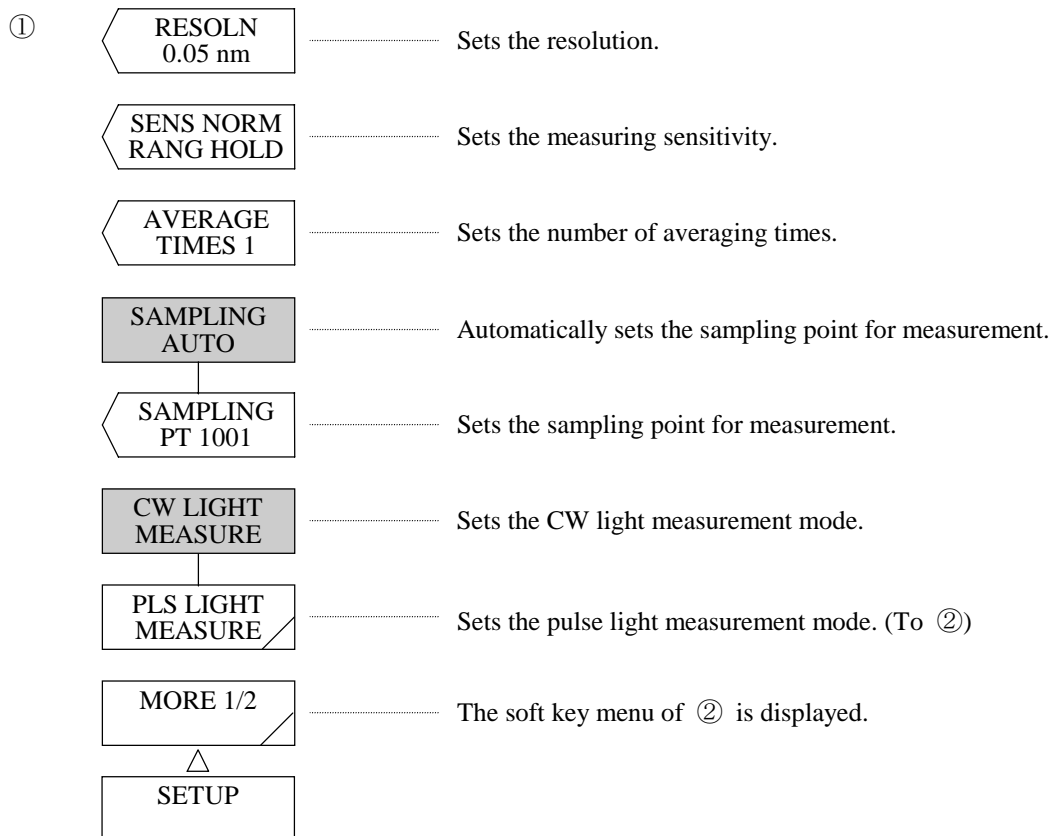 ①
RESOLN
0.05 nm
Sets the resolution.
SENS NORM
RANG HOLD
Sets the measuring sensitivity.
AVERAGE
TIMES 1
Sets the number of averaging times.
SAMPLING
AUTO
Automatically sets the sampling point for measurement.
SAMPLING
PT 1001
Sets the sampling point for measurement.
CW LIGHT
MEASURE
Sets the CW light measurement mode.
PLS LIGHT
MEASURE
Sets the pulse light measurement mode. (To ②)
MORE 1/2
The soft key menu of ② is displayed.
SETUP